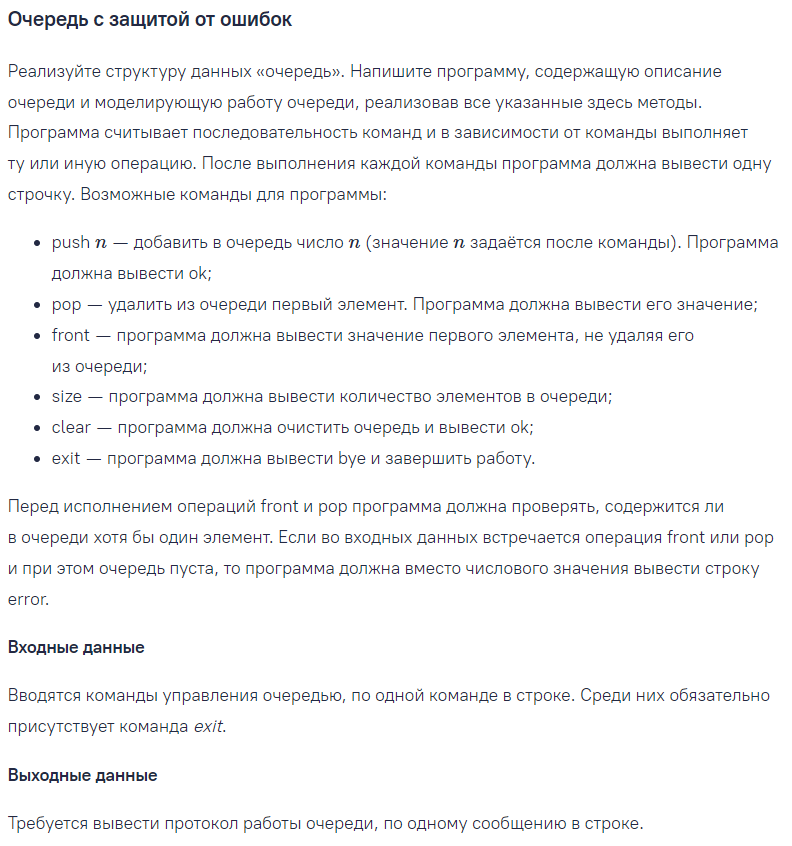 Очередь с защитой от ошибок
Реализуйте структуру данных «очередь». Напишите программу, содержащую описание
очереди и моделирующую работу очереди, реализовав все указанные здесь методы.
Программа считывает последовательность команд и в зависимости от команды выполняет
ту или иную операцию. После выполнения каждой команды программа должна вывести одну
строчку. Возможные команды для программы:
• push n — добавить в очередь число n (значение n задаётся после команды). Программа
должна вывести ok;
• pop — удалить из очереди первый элемент. Программа должна вывести его значение;
• front — программа должна вывести значение первого элемента, не удаляя его
из очереди;
• size — программа должна вывести количество элементов в очереди;
• clear — программа должна очистить очередь и вывести ok;
• exit — программа должна вывести bye и завершить работу.
Перед исполнением операций front и pop программа должна проверять, содержится ли
в очереди хотя бы один элемент. Если во входных данных встречается операция front или pop
и при этом очередь пуста, то программа должна вместо числового значения вывести строку
error.
Входные данные
Вводятся команды управления очередью, по одной команде в строке. Среди них обязательно
присутствует команда exit.
Выходные данные
Требуется вывести протокол работы очереди, по одному сообщению в строке.